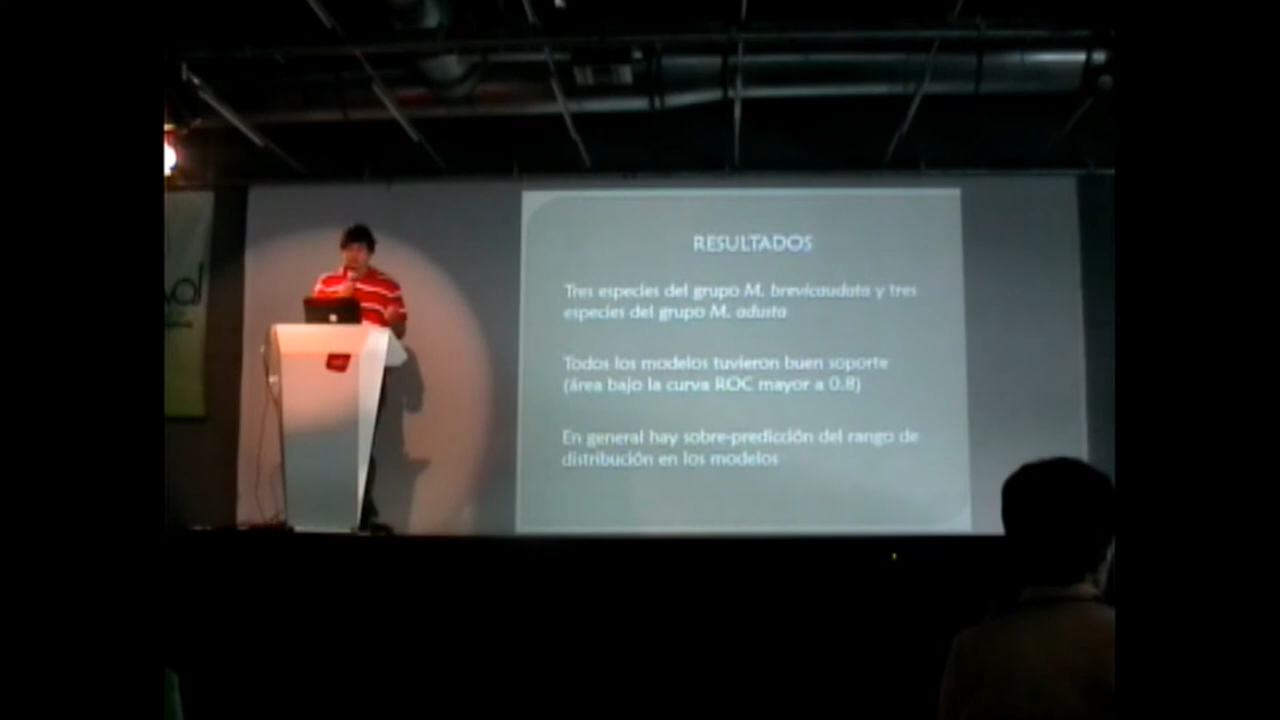 RESULTADOS
Tres especies del grupo M. brevicaudata y tres
especies del grupo M. adusta
Todos los modelos tuvieron buen soporte
(área bajo la curva ROC mayor a 0.8)
En general hay sobre-predicción del rango de
distribución en los modelos